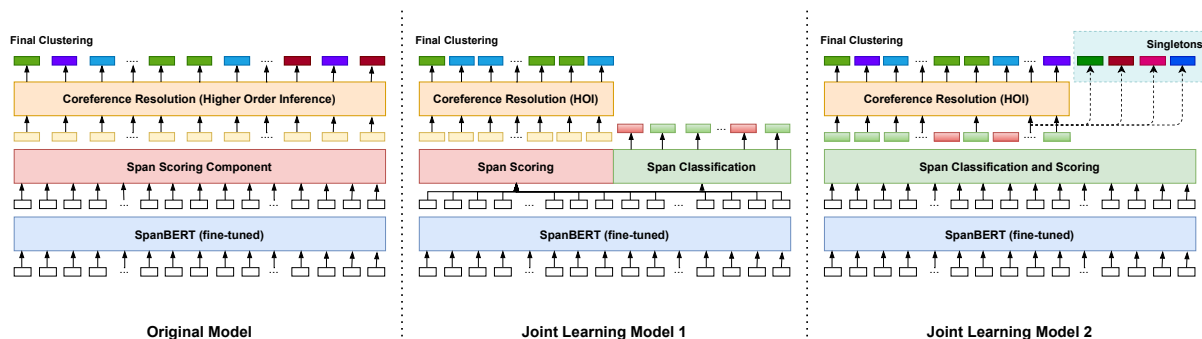 Final Clustering
Coreference Resolution (Higher Order Inference)
Span Scoring Component
SpanBERT (fine-tuned)
Original Model
Final Clustering
Coreference Resolution (HOI)
Span Scoring
Span Classification
SpanBERT (fine-tuned)
Joint Learning Model 1
Final Clustering
Singletons
Coreference Resolution (HOI)
Span Classification and Scoring
SpanBERT (fine-tuned)
Joint Learning Model 2